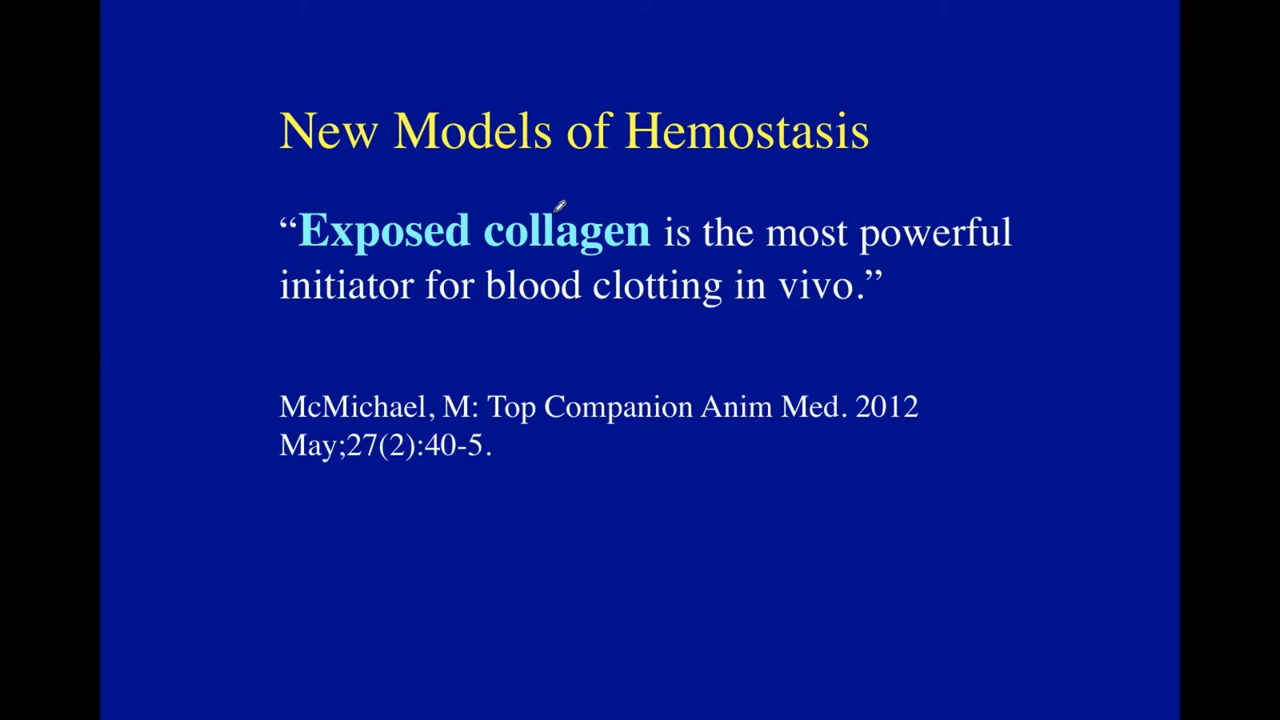 New Models of Hemostasis
“Exposed collagen is the most powerful
initiator for blood clotting in vivo.”
McMichael, M: Top Companion Anim Med. 2012
May;27(2):40-5.